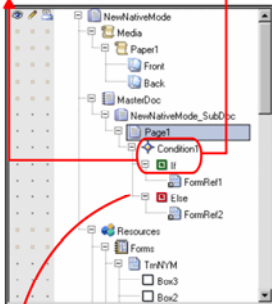 NewNativeMode
Media
Paper1
Front
Back
MasterDoc
NewNativeMode_SubDoc
Page1
Condition1
If
FormRef1
Else
FormRef2
Resources
Forms
TrnNYM
Box3
Box2